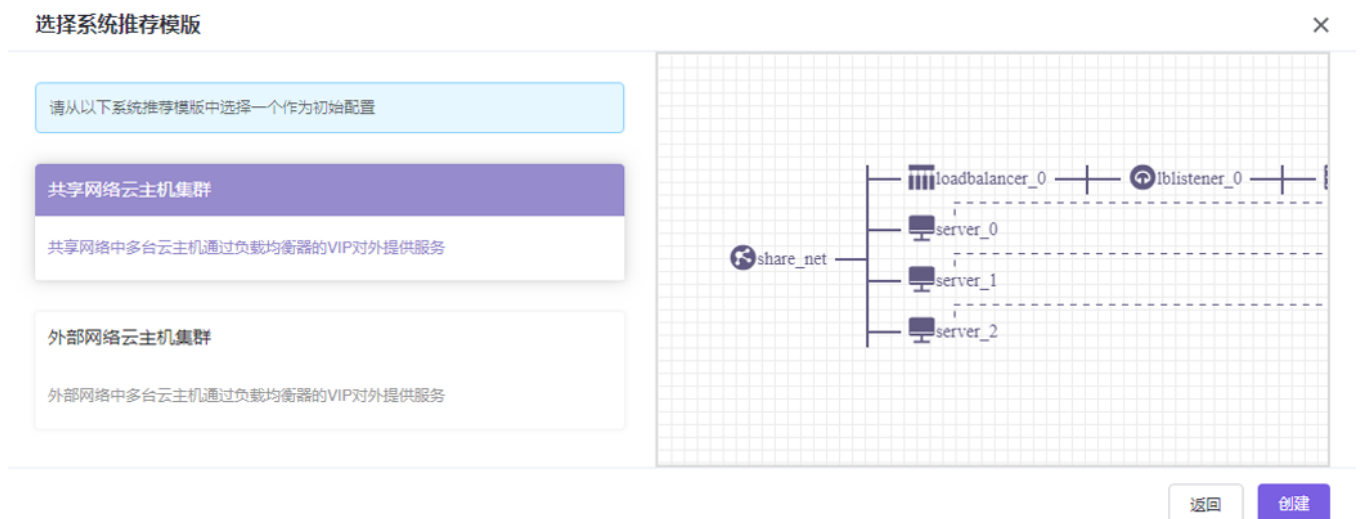 选择系统推荐模版
请从以下系统推荐模版中选择一个作为初始配置
共享网络云主机集群
共享网络中多台云主机通过负载均衡器的VIP对外提供服务
外部网络云主机集群
外部网络中多台云主机通过负载均衡器的VIP对外提供服务
loadbalancer_0
lblistener_0
server_0
share_net
server_1
server_2
返回
创建